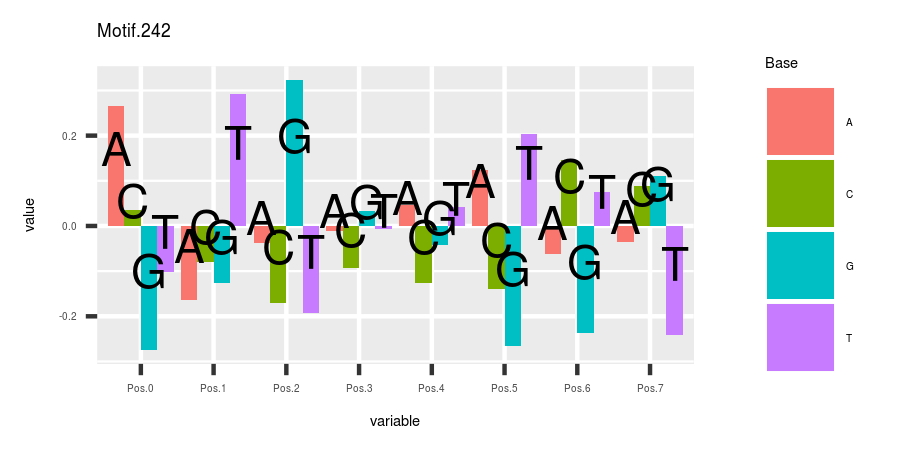 Motif.242
Base
A
C
G
T
value
0.2
0.0
-0.2
A C G T A C G T A C G T A C G T A C G T A C G T A C G T A C G T
Pos.0 Pos.1 Pos.2 Pos.3 Pos.4 Pos.5 Pos.6 Pos.7
variable